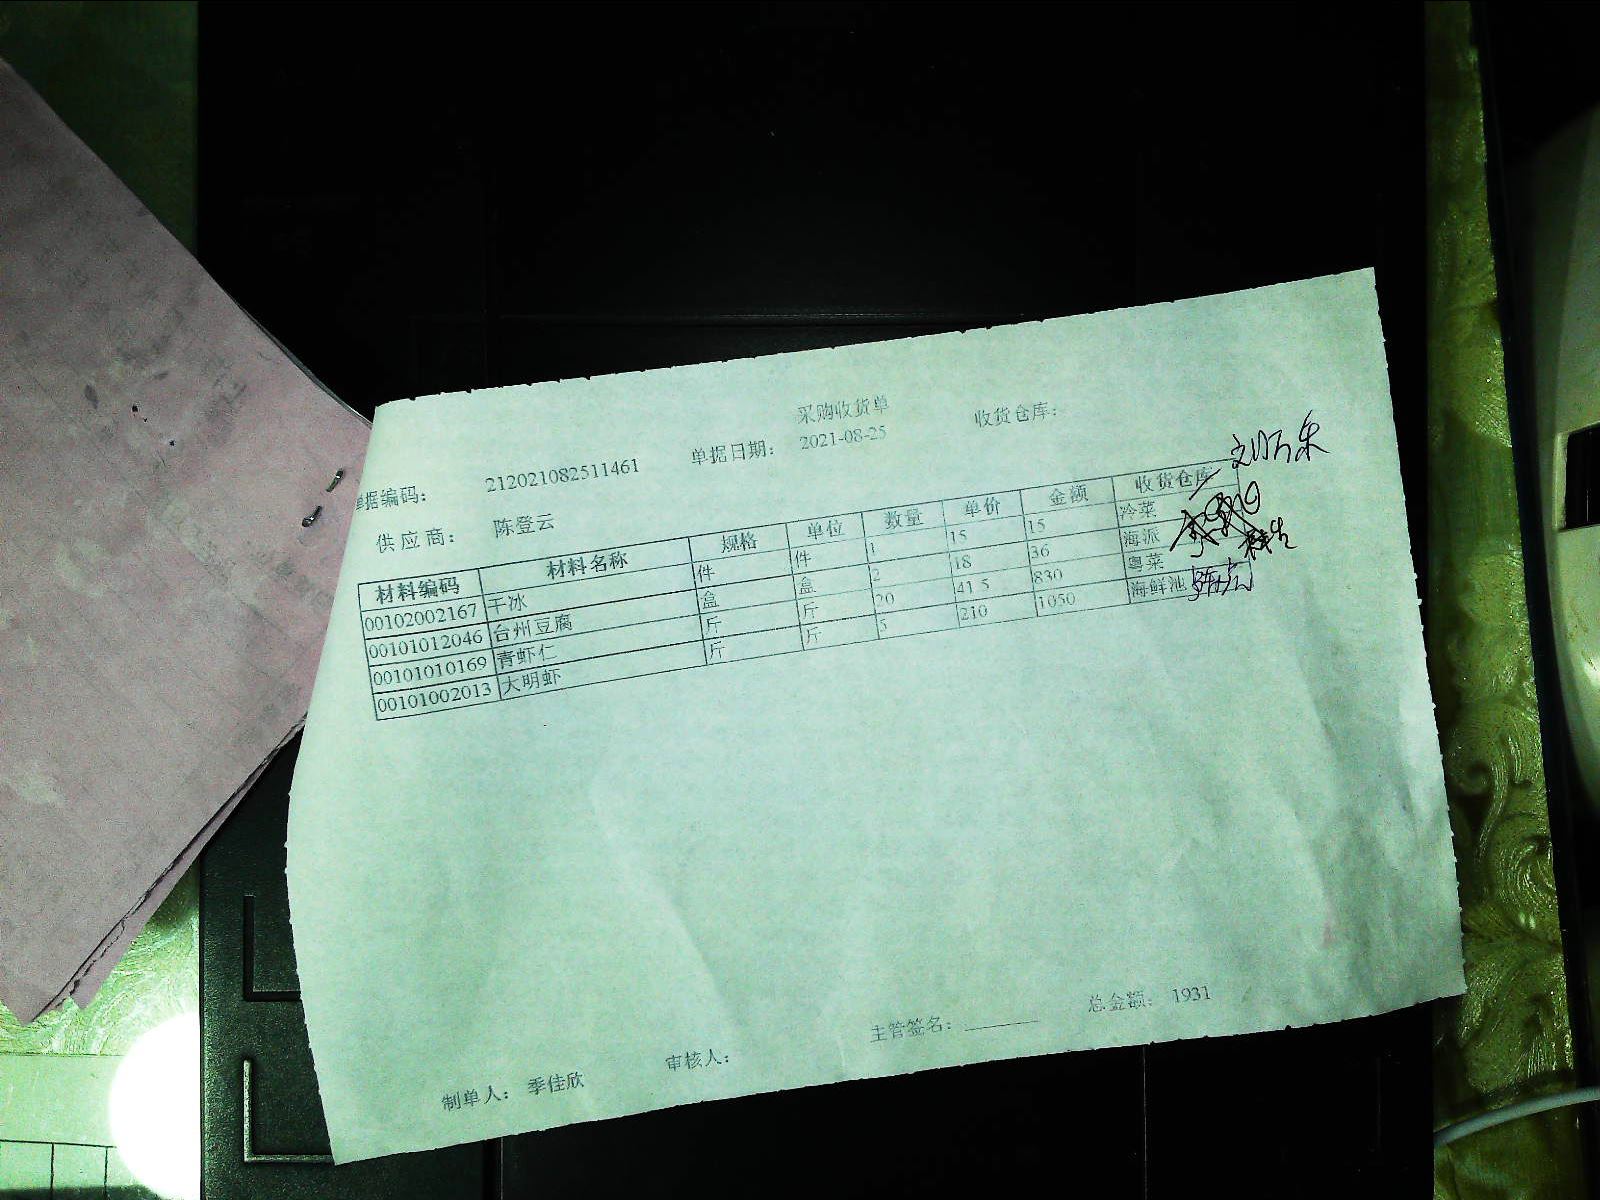 采购收货单
单据编码： 212021082511461 单据日期： 2021-08-25 收货仓库：
供应商： 陈登云
材料编码 材料名称 规格 单位 数量 单价 金额 收货仓库
00102002167 干冰 件 件 1 15 15 冷菜
00101012046 台州豆腐 盒 盒 2 18 36 海派
00101010169 青虾仁 斤 斤 20 41.5 830 粤菜
00101002013 大明虾 斤 斤 5 210 1050 海鲜池
制单人： 季佳欣 审核人： 主管签名： 总金额： 1931